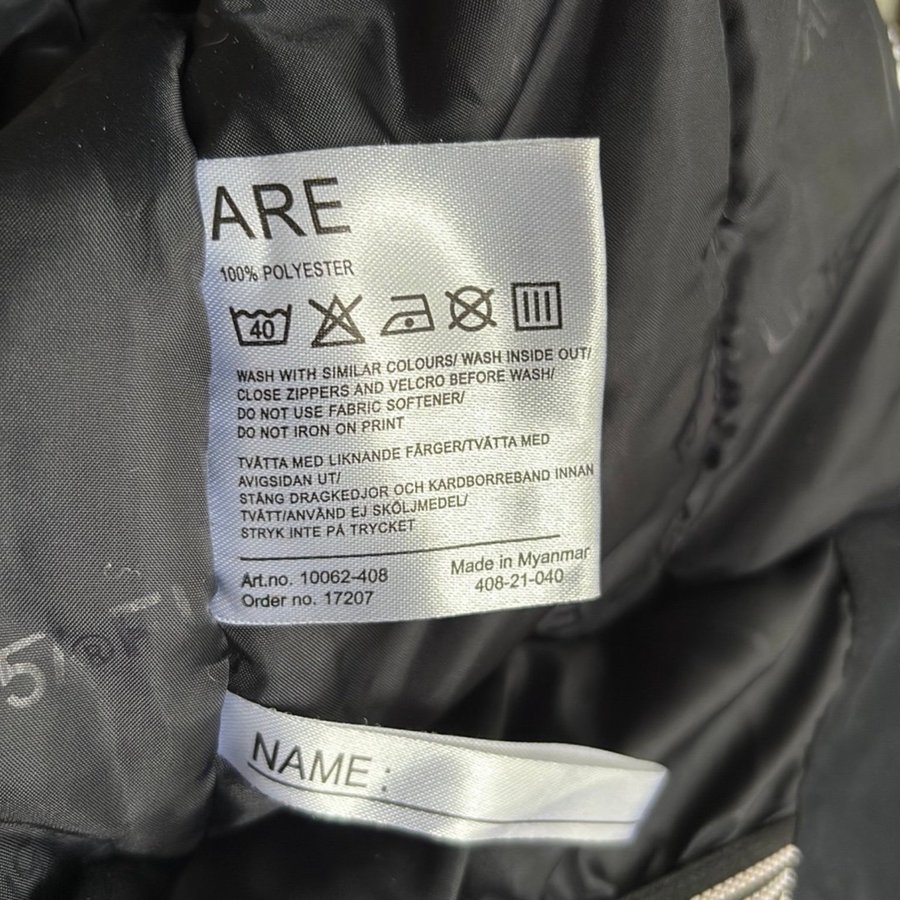 ARE
100% POLYESTER
40
WASH WITH SIMILAR COLOURS/ WASH INSIDE OUT/
CLOSE ZIPPERS AND VELCRO BEFORE WASH/
DO NOT USE FABRIC SOFTENER/
DO NOT IRON ON PRINT
TVÄTTA MED LIKNANDE FÄRGER/TVÄTTA MED
AVIGSIDAN UT/
STÄNG DRAGKEDJOR OCH KARDBORREBAND INNAN
TVÄTT/ANVÄND EJ SKÖLJMEDEL/
STRYK INTE PÅ TRYCKET
Art.no. 10062-408
Made in Myanmar
Order no. 17207
408-21-040
NAME: